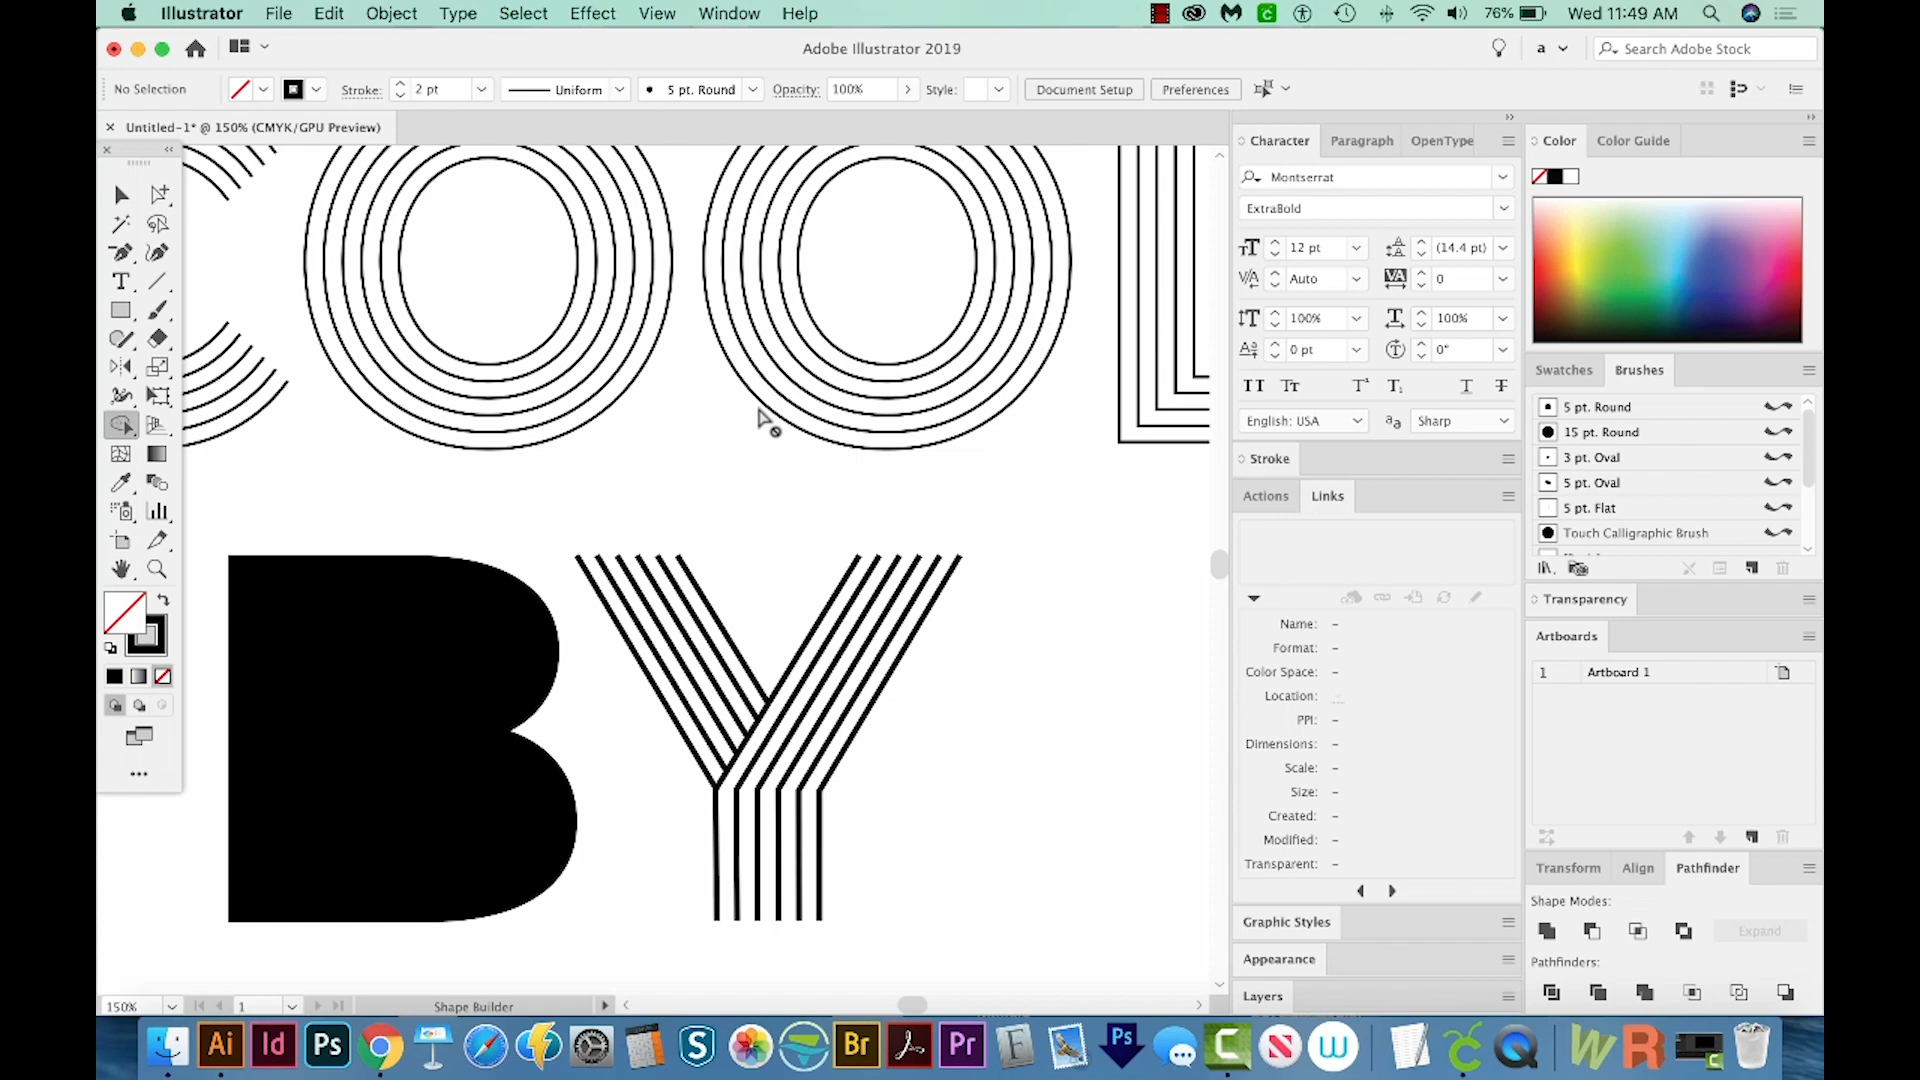 Illustrator File Edit Object Type Select Effect View Window Help 76% Wed 11:49 AM
Adobe Illustrator 2019 a Search Adobe Stock
No Selection Stroke: 2 pt Uniform 5 pt. Round Opacity: 100% Style: Document Setup Preferences
Untitled-1* @ 150% (CMYK/GPU Preview)
COOL
BY
150% 1 Shape Builder
Character Paragraph OpenType
Montserrat
ExtraBold
12 pt (14.4 pt)
Auto 0
100% 100%
0 pt 0°
English: USA Sharp
Stroke
Actions Links
Name: –
Format: –
Color Space: –
Location:
PPI: –
Dimensions: –
Scale: –
Size: –
Created: –
Modified: –
Transparent: –
Graphic Styles
Appearance
Layers
Color Color Guide
Swatches Brushes
5 pt. Round
15 pt. Round
3 pt. Oval
5 pt. Oval
5 pt. Flat
Touch Calligraphic Brush
Transparency
Artboards
1 Artboard 1
Transform Align Pathfinder
Shape Modes:
Expand
Pathfinders:
Ai Id Ps Br Pr Ps